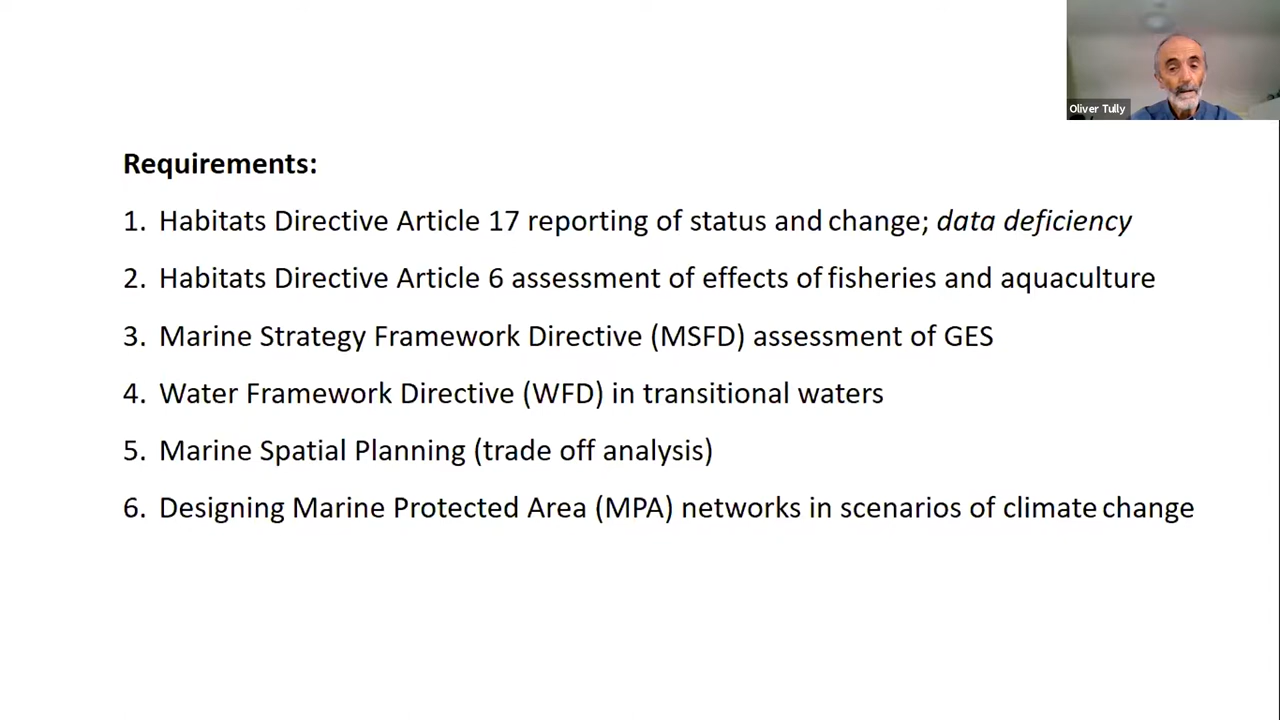 Oliver Tully
Requirements:
1. Habitats Directive Article 17 reporting of status and change; data deficiency
2. Habitats Directive Article 6 assessment of effects of fisheries and aquaculture
3. Marine Strategy Framework Directive (MSFD) assessment of GES
4. Water Framework Directive (WFD) in transitional waters
5. Marine Spatial Planning (trade off analysis)
6. Designing Marine Protected Area (MPA) networks in scenarios of climate change